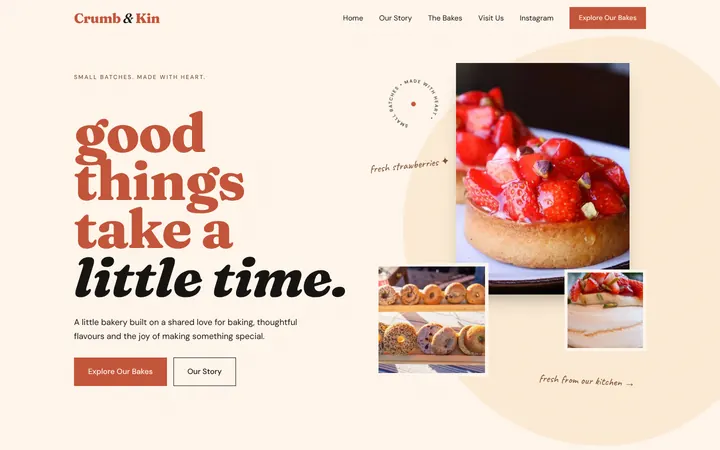 Crumb & Kin
Home
Our Story
The Bakes
Visit Us
Instagram
Explore Our Bakes
SMALL BATCHES. MADE WITH HEART.
good
things
take a
little time.
A little bakery built on a shared love for baking, thoughtful
flavours and the joy of making something special.
Explore Our Bakes
Our Story
SMALL BATCHES • MADE WITH HEART •
fresh strawberries ✦
fresh from our kitchen →